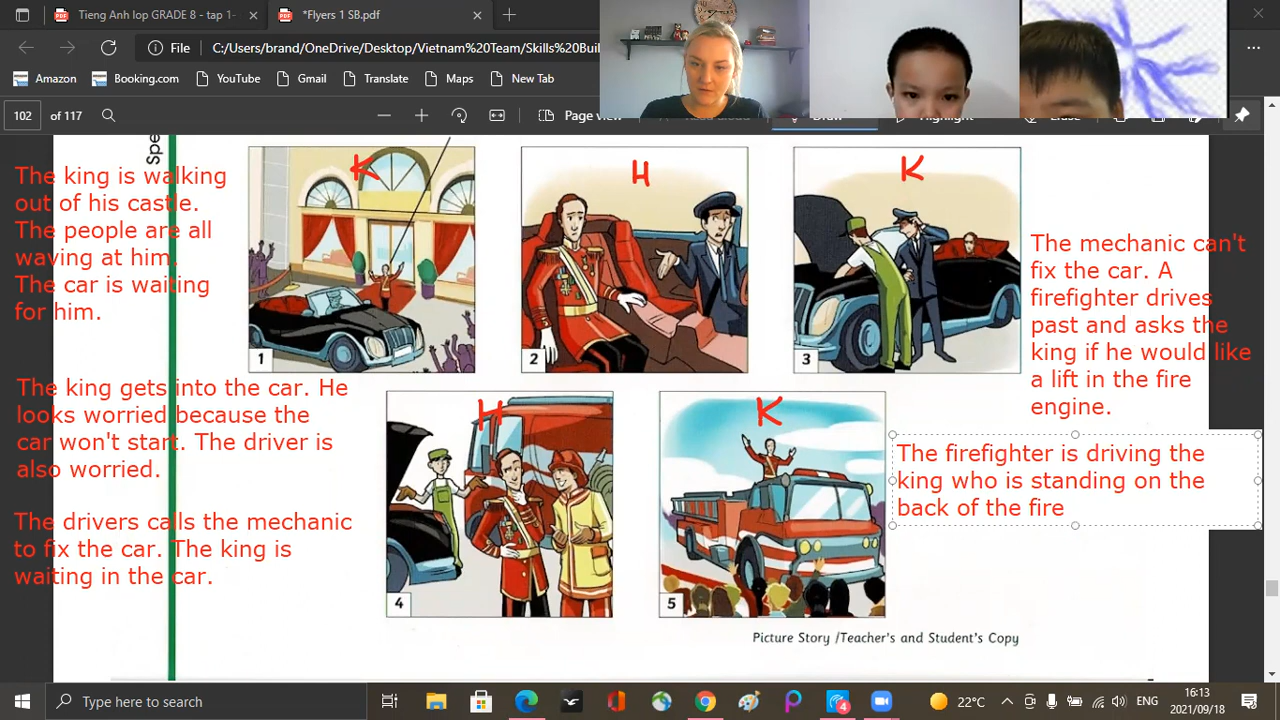 Tieng Anh lop GRADE 8 - tap 1-
*Flyers 1 SB.pdf
File
C:/Users/brand/OneDrive/Desktop/Vietnam%20Team/Skills%20Buil
Amazon
Booking.com
YouTube
Gmail
Translate
Maps
New Tab
102 of 117
Page view
Draw
Highlight
Erase
Spe
K
H
K
The king is walking
out of his castle.
The people are all
waving at him.
The car is waiting
for him.
1
2
3
The mechanic can't
fix the car. A
firefighter drives
past and asks the
king if he would like
a lift in the fire
engine.
The king gets into the car. He
looks worried because the
car won't start. The driver is
also worried.
H
K
The drivers calls the mechanic
to fix the car. The king is
waiting in the car.
4
5
The firefighter is driving the
king who is standing on the
back of the fire
Picture Story /Teacher's and Student's Copy
Type here to search
4
22°C
ENG
16:13
2021/09/18